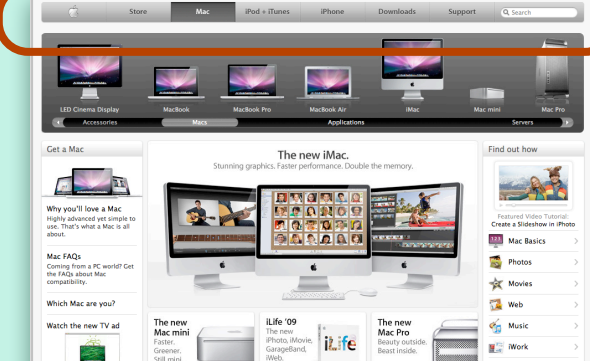 Store Mac iPod + iTunes iPhone Downloads Support Search
LED Cinema Display MacBook MacBook Pro MacBook Air iMac Mac mini Mac Pro
Accessories Macs Applications Servers
Get a Mac
Why you'll love a Mac
Highly advanced yet simple to
use. That's what a Mac is all
about.
Mac FAQs
Coming from a PC world? Get
the FAQs about Mac
compatibility.
Which Mac are you?
Watch the new TV ad
The new iMac.
Stunning graphics. Faster performance. Double the memory.
The new
Mac mini
Faster.
Greener.
Still mini.
iLife '09
The new
iPhoto, iMovie,
GarageBand,
iWeb.
iLife
The new
Mac Pro
Beauty outside.
Beast inside.
Find out how
Featured Video Tutorial:
Create a Slideshow in iPhoto
123
Mac Basics
Photos
Movies
Web
Music
iWork